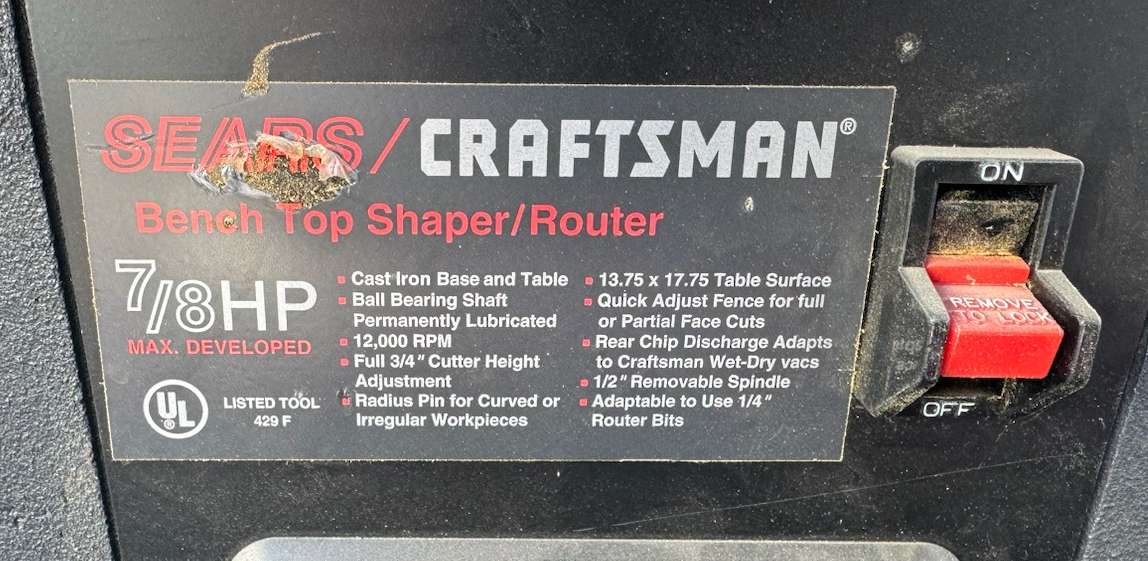 SEARS/CRAFTSMAN®
Bench Top Shaper/Router
7/8HP
MAX. DEVELOPED
UL®
LISTED TOOL
429 F
Cast Iron Base and Table
Ball Bearing Shaft
Permanently Lubricated
12,000 RPM
Full 3/4" Cutter Height
Adjustment
Radius Pin for Curved or
Irregular Workpieces
13.75 x 17.75 Table Surface
Quick Adjust Fence for full
or Partial Face Cuts
Rear Chip Discharge Adapts
to Craftsman Wet-Dry vacs
1/2" Removable Spindle
Adaptable to Use 1/4"
Router Bits
ON
REMOVE
TO LOCK
OFF